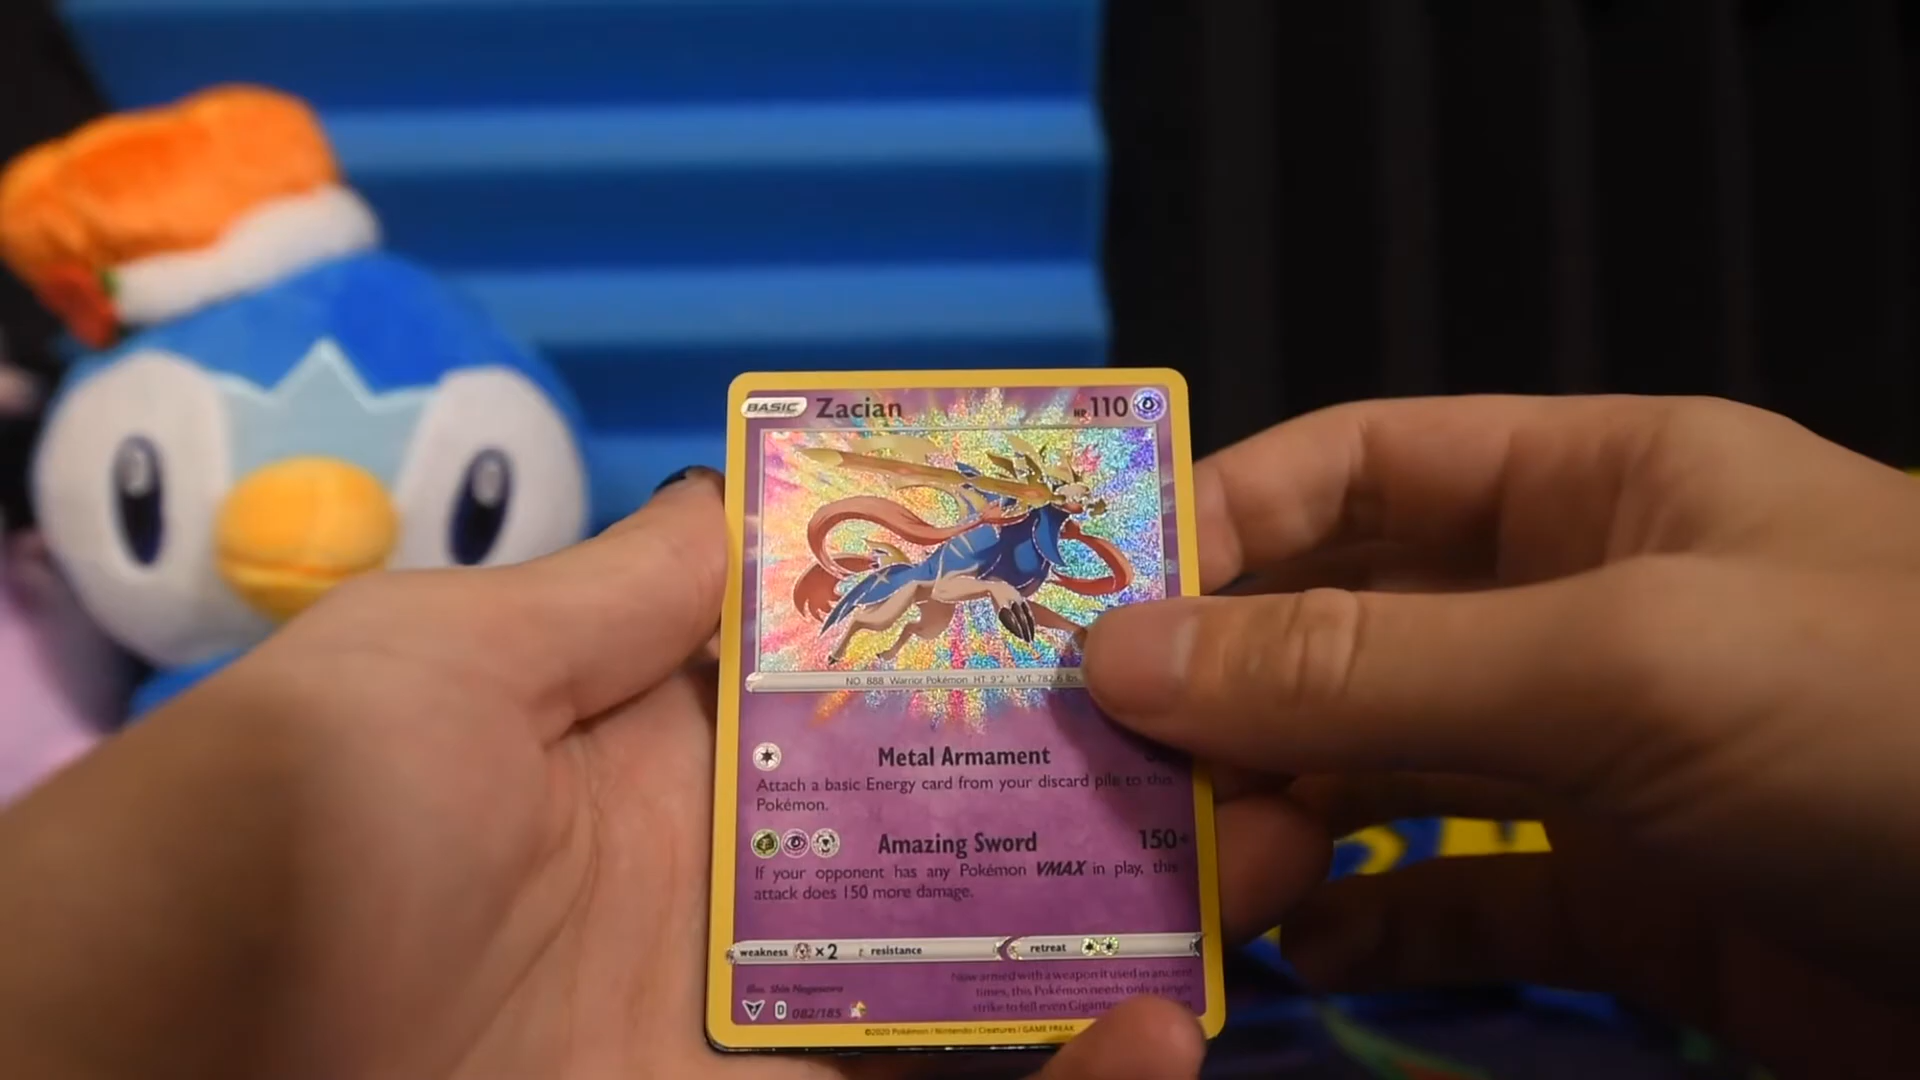 BASIC Zacian HP 110
NO. 888 Warrior Pokémon HT. 9'2" WT. 782.6 lbs.
Metal Armament
Attach a basic Energy card from your discard pile to this
Pokémon.
Amazing Sword 150+
If your opponent has any Pokémon VMAX in play, this
attack does 150 more damage.
weakness ×2 resistance retreat
Illus. Shin Nagasawa
Now armed with a weapon it used in ancient
times, this Pokémon needs only a single
strike to fell even
D 082/185
©2020 Pokémon / Nintendo / Creatures / GAME FREAK